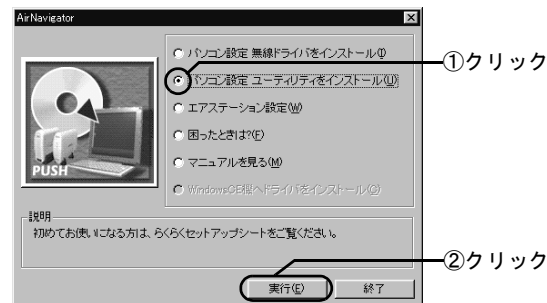 AirNavigator
パソコン設定 無線ドライバをインストール(I)
①クリック
パソコン設定 ユーティリティをインストール(U)
エアステーション設定(W)
困ったときは?(F)
マニュアルを見る(M)
WindowsCE機へドライバをインストール(C)
PUSH
説明
初めてお使いになる方は、らくらくセットアップシートをご覧ください。
②クリック
実行(E)
終了